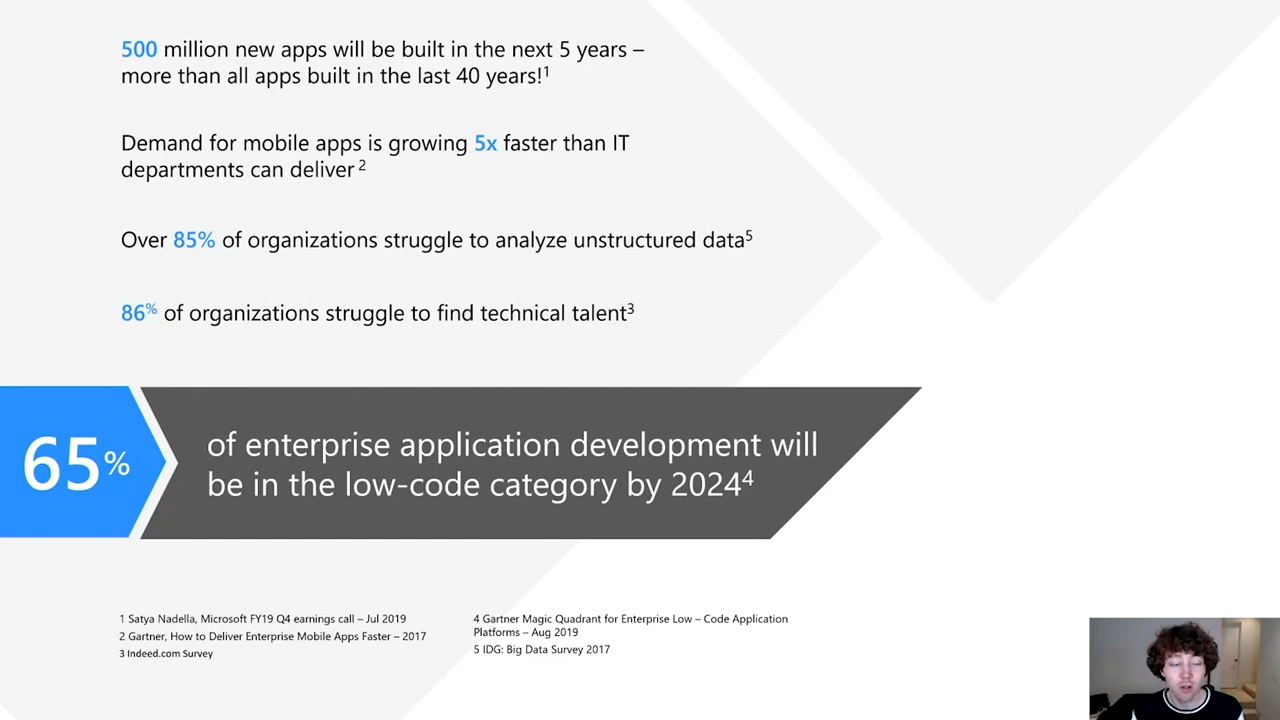 500 million new apps will be built in the next 5 years –
more than all apps built in the last 40 years!¹
Demand for mobile apps is growing 5x faster than IT
departments can deliver ²
Over 85% of organizations struggle to analyze unstructured data⁵
86% of organizations struggle to find technical talent³
65%
of enterprise application development will
be in the low-code category by 2024⁴
1 Satya Nadella, Microsoft FY19 Q4 earnings call – Jul 2019
2 Gartner, How to Deliver Enterprise Mobile Apps Faster – 2017
3 Indeed.com Survey
4 Gartner Magic Quadrant for Enterprise Low – Code Application
Platforms – Aug 2019
5 IDG: Big Data Survey 2017